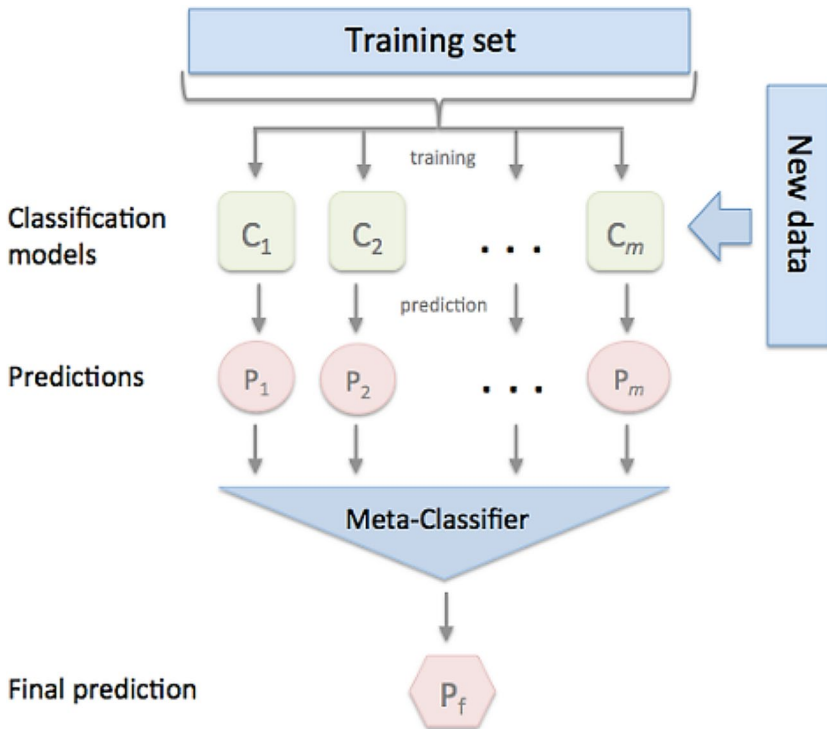 Training set
training
New data
Classification
models
C1
C2
. . .
Cm
prediction
Predictions
P1
P2
. . .
Pm
Meta-Classifier
Final prediction
Pf